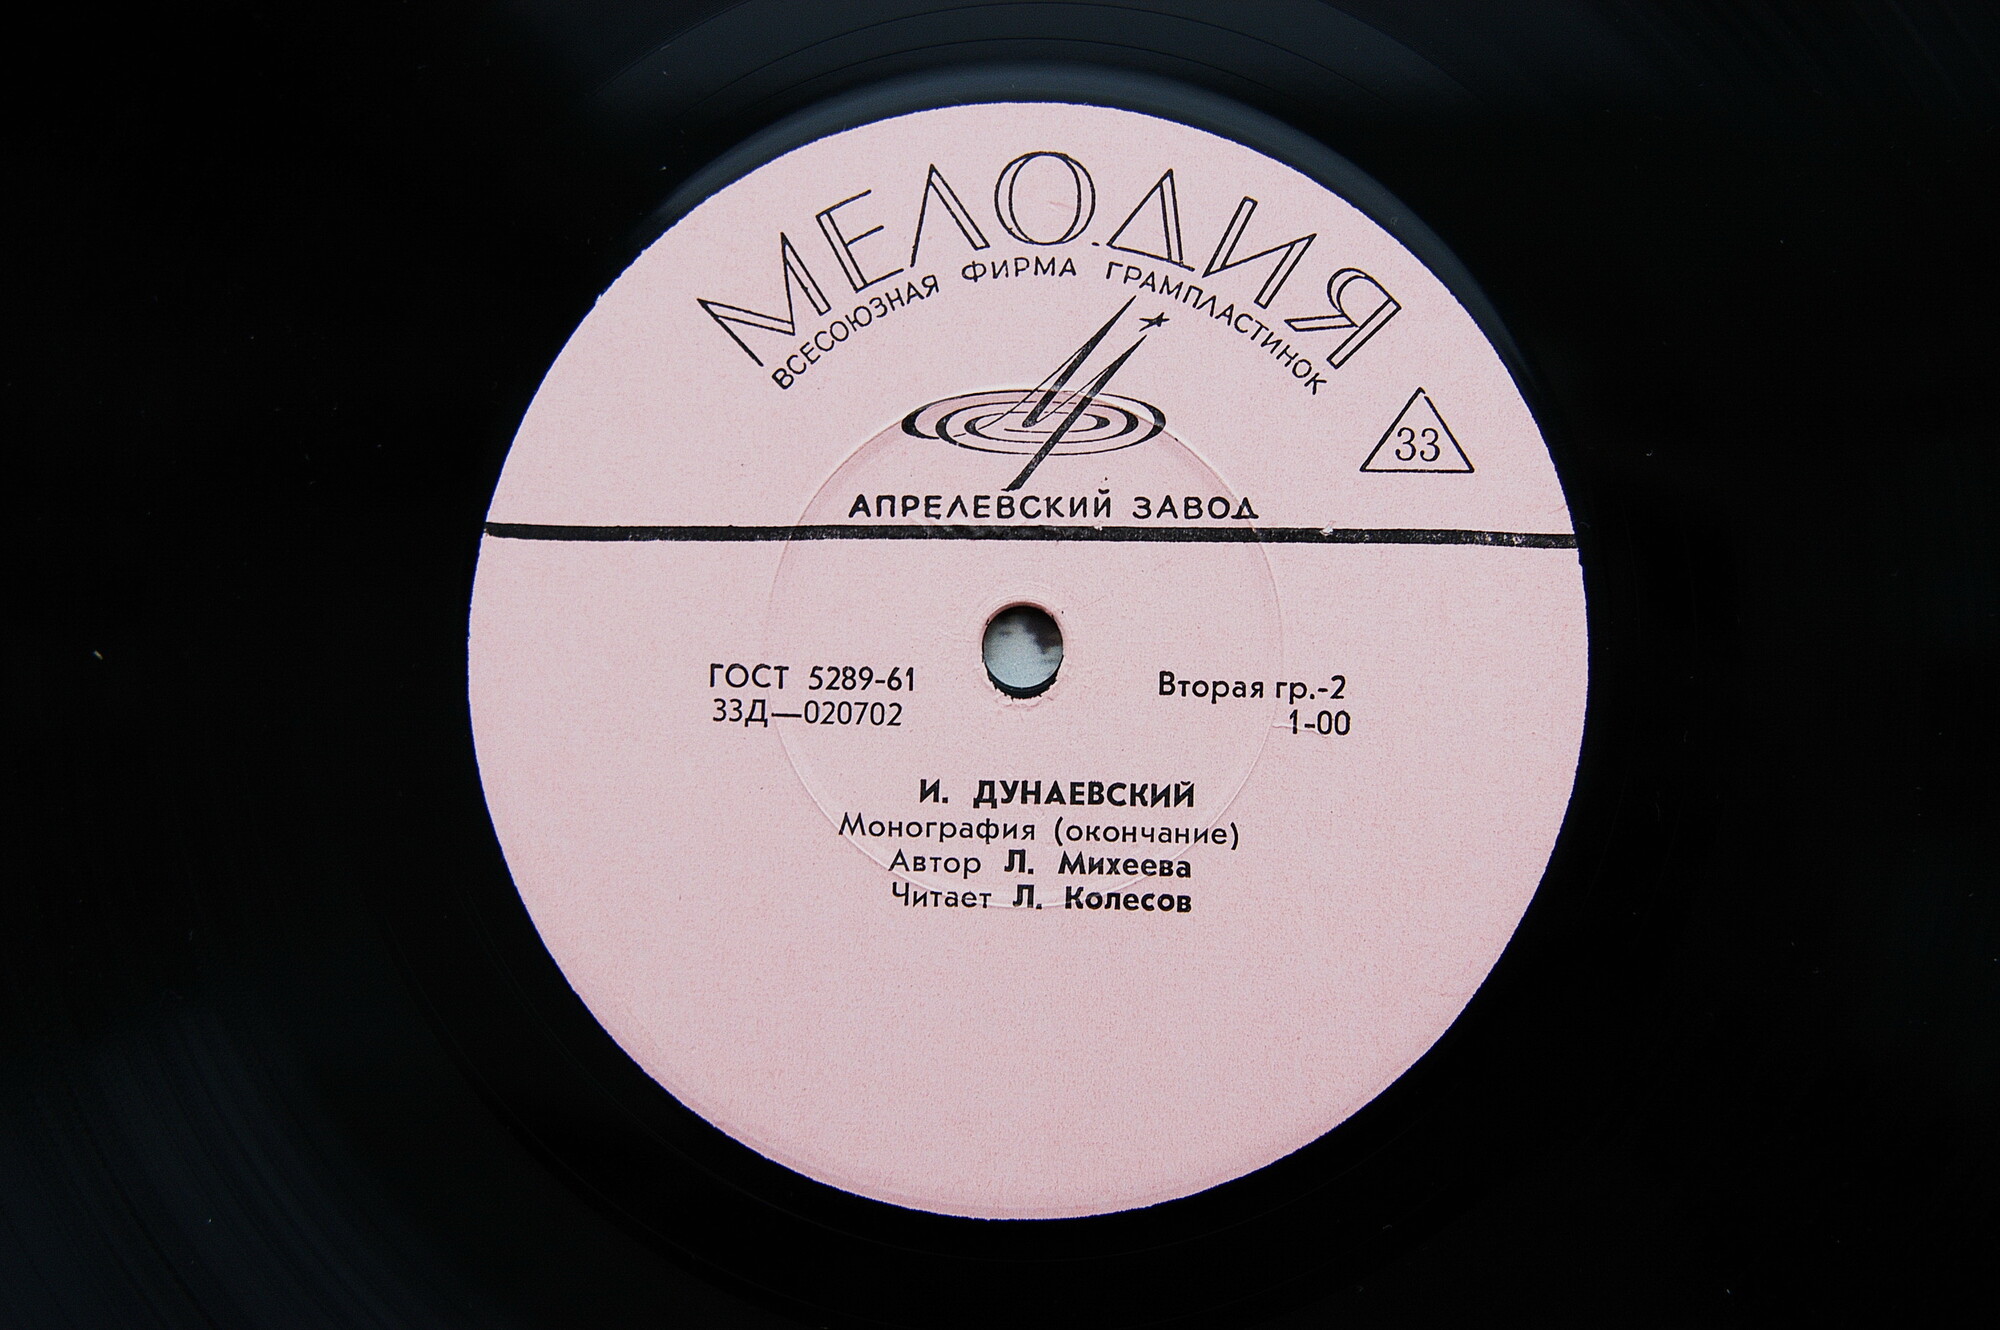 МЕЛОДИЯ
ВСЕСОЮЗНАЯ ФИРМА ГРАМПЛАСТИНОК
33
АПРЕЛЕВСКИЙ ЗАВОД
ГОСТ 5289-61
33Д—020702
Вторая гр.-2
1-00
И. ДУНАЕВСКИЙ
Монография (окончание)
Автор Л. Михеева
Читает Л. Колесов